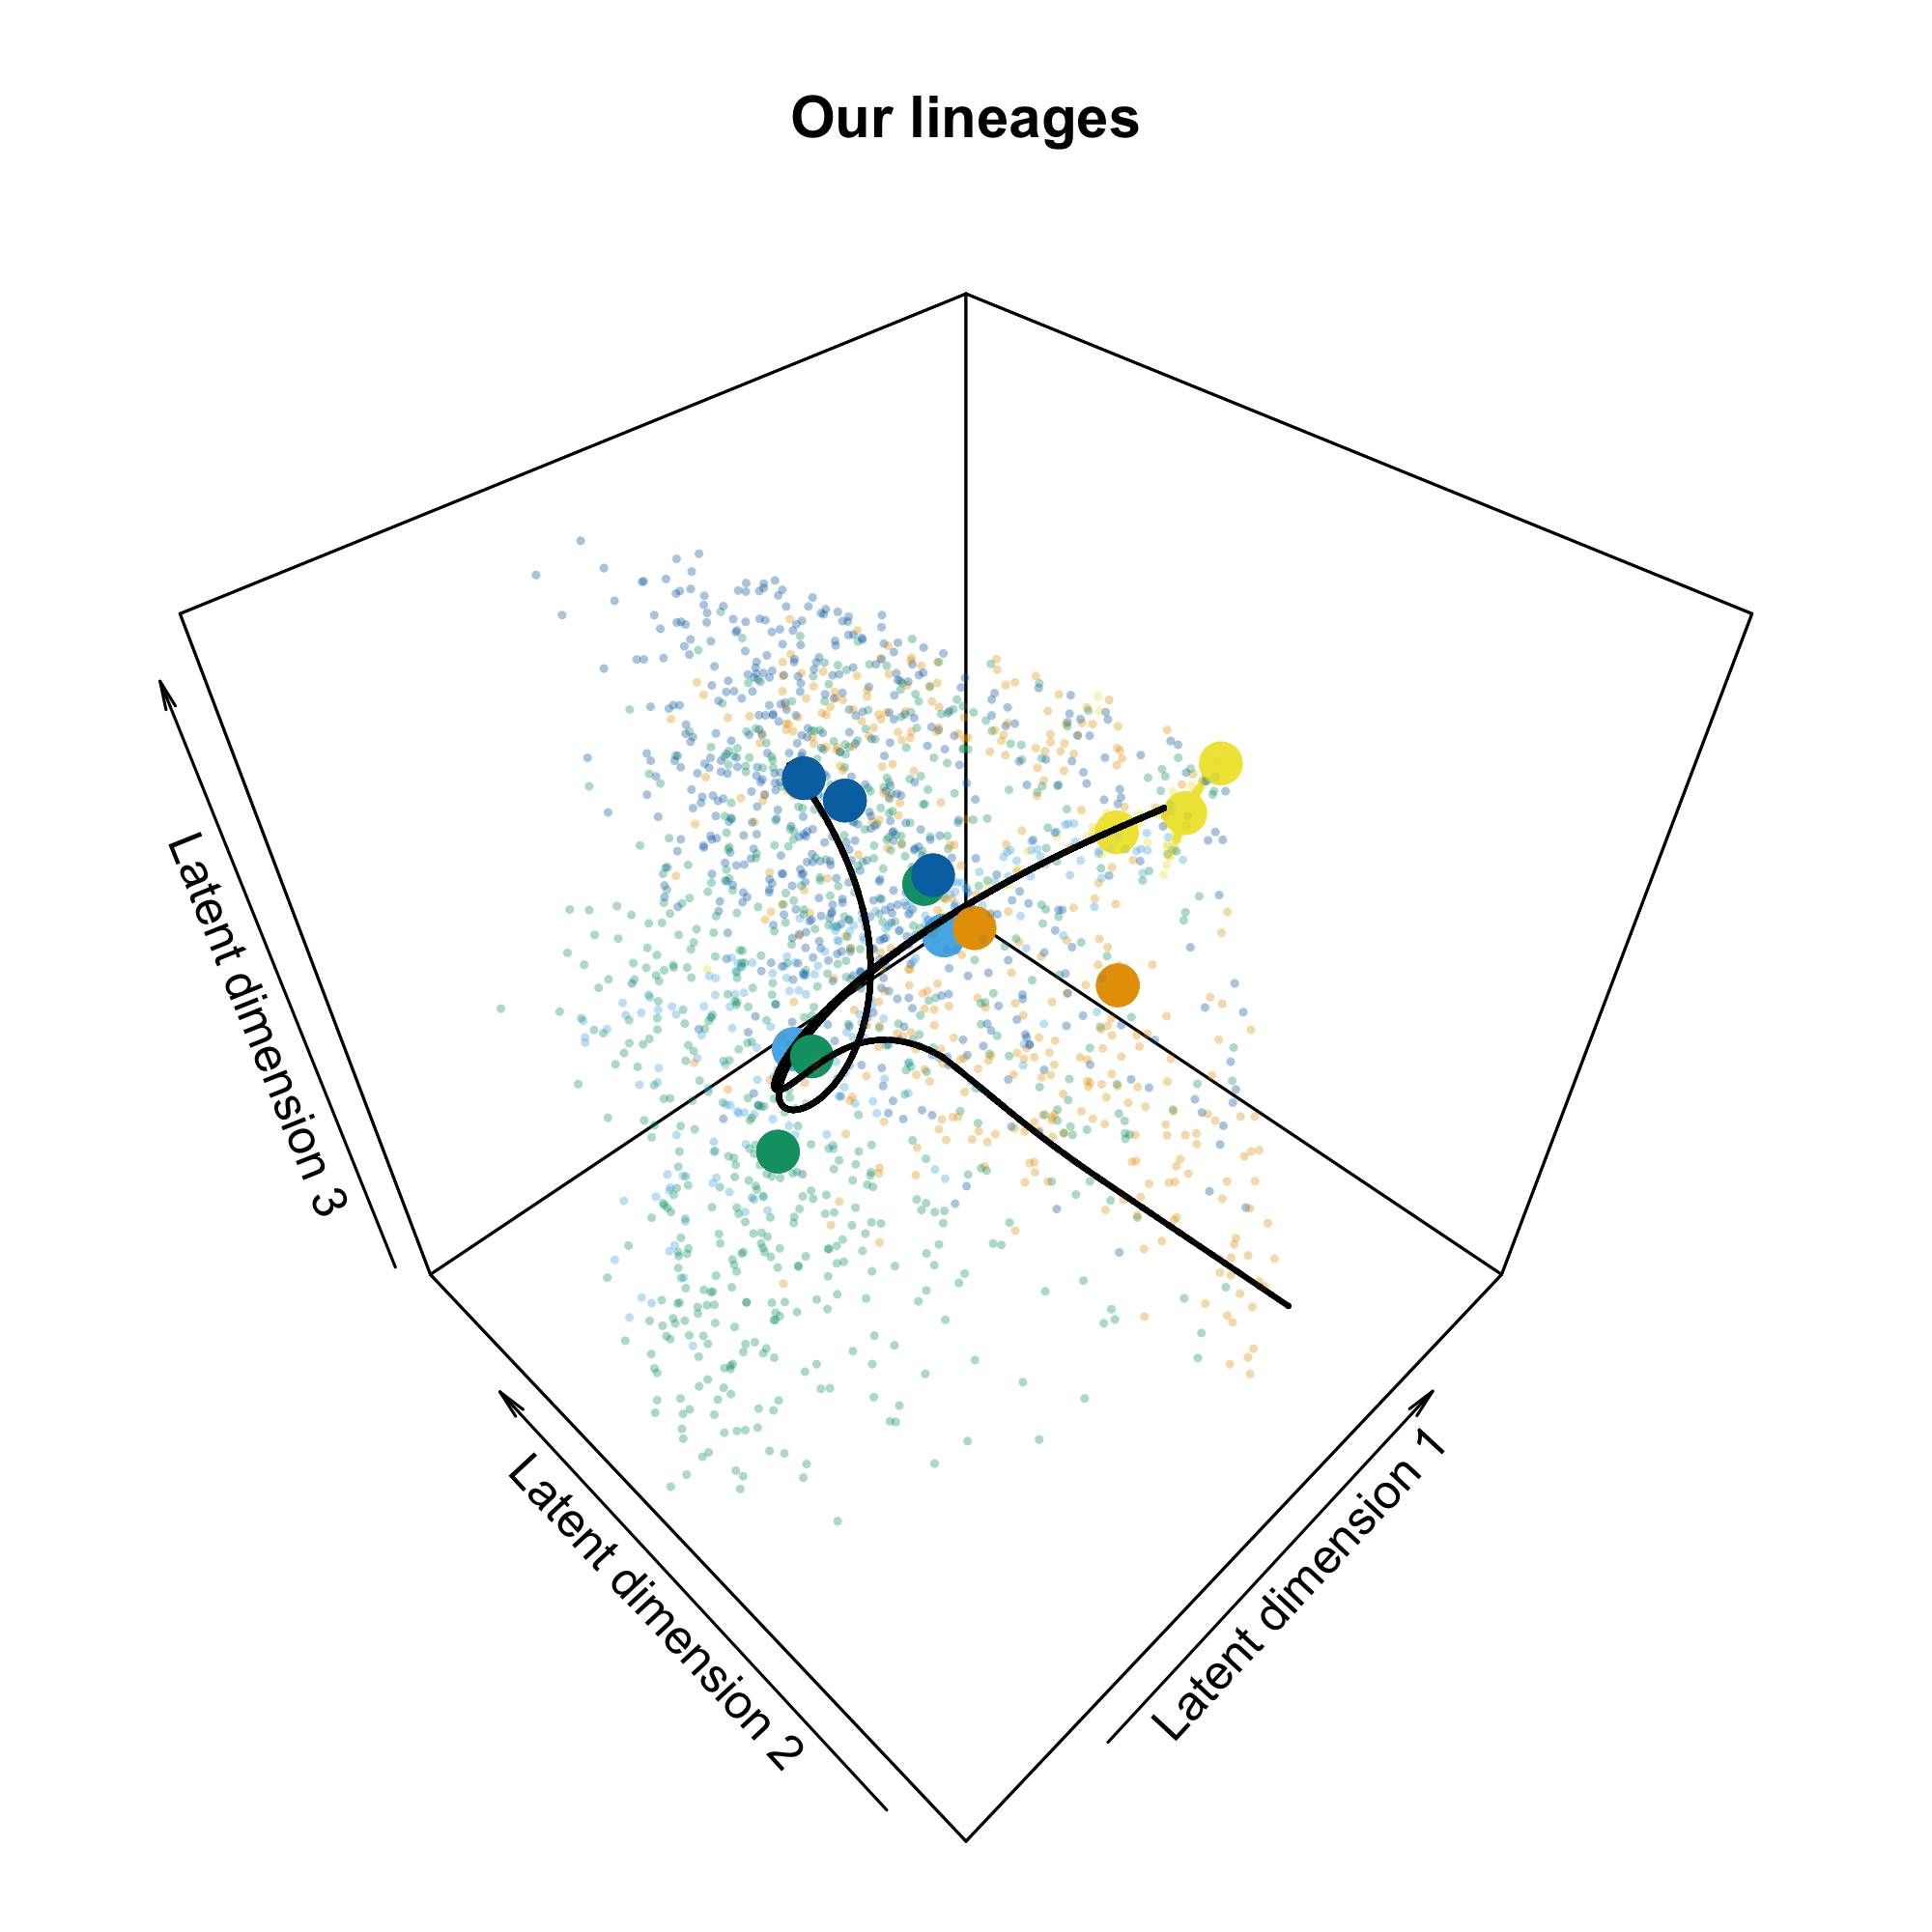 Our lineages
Latent dimension 3
Latent dimension 2
Latent dimension 1